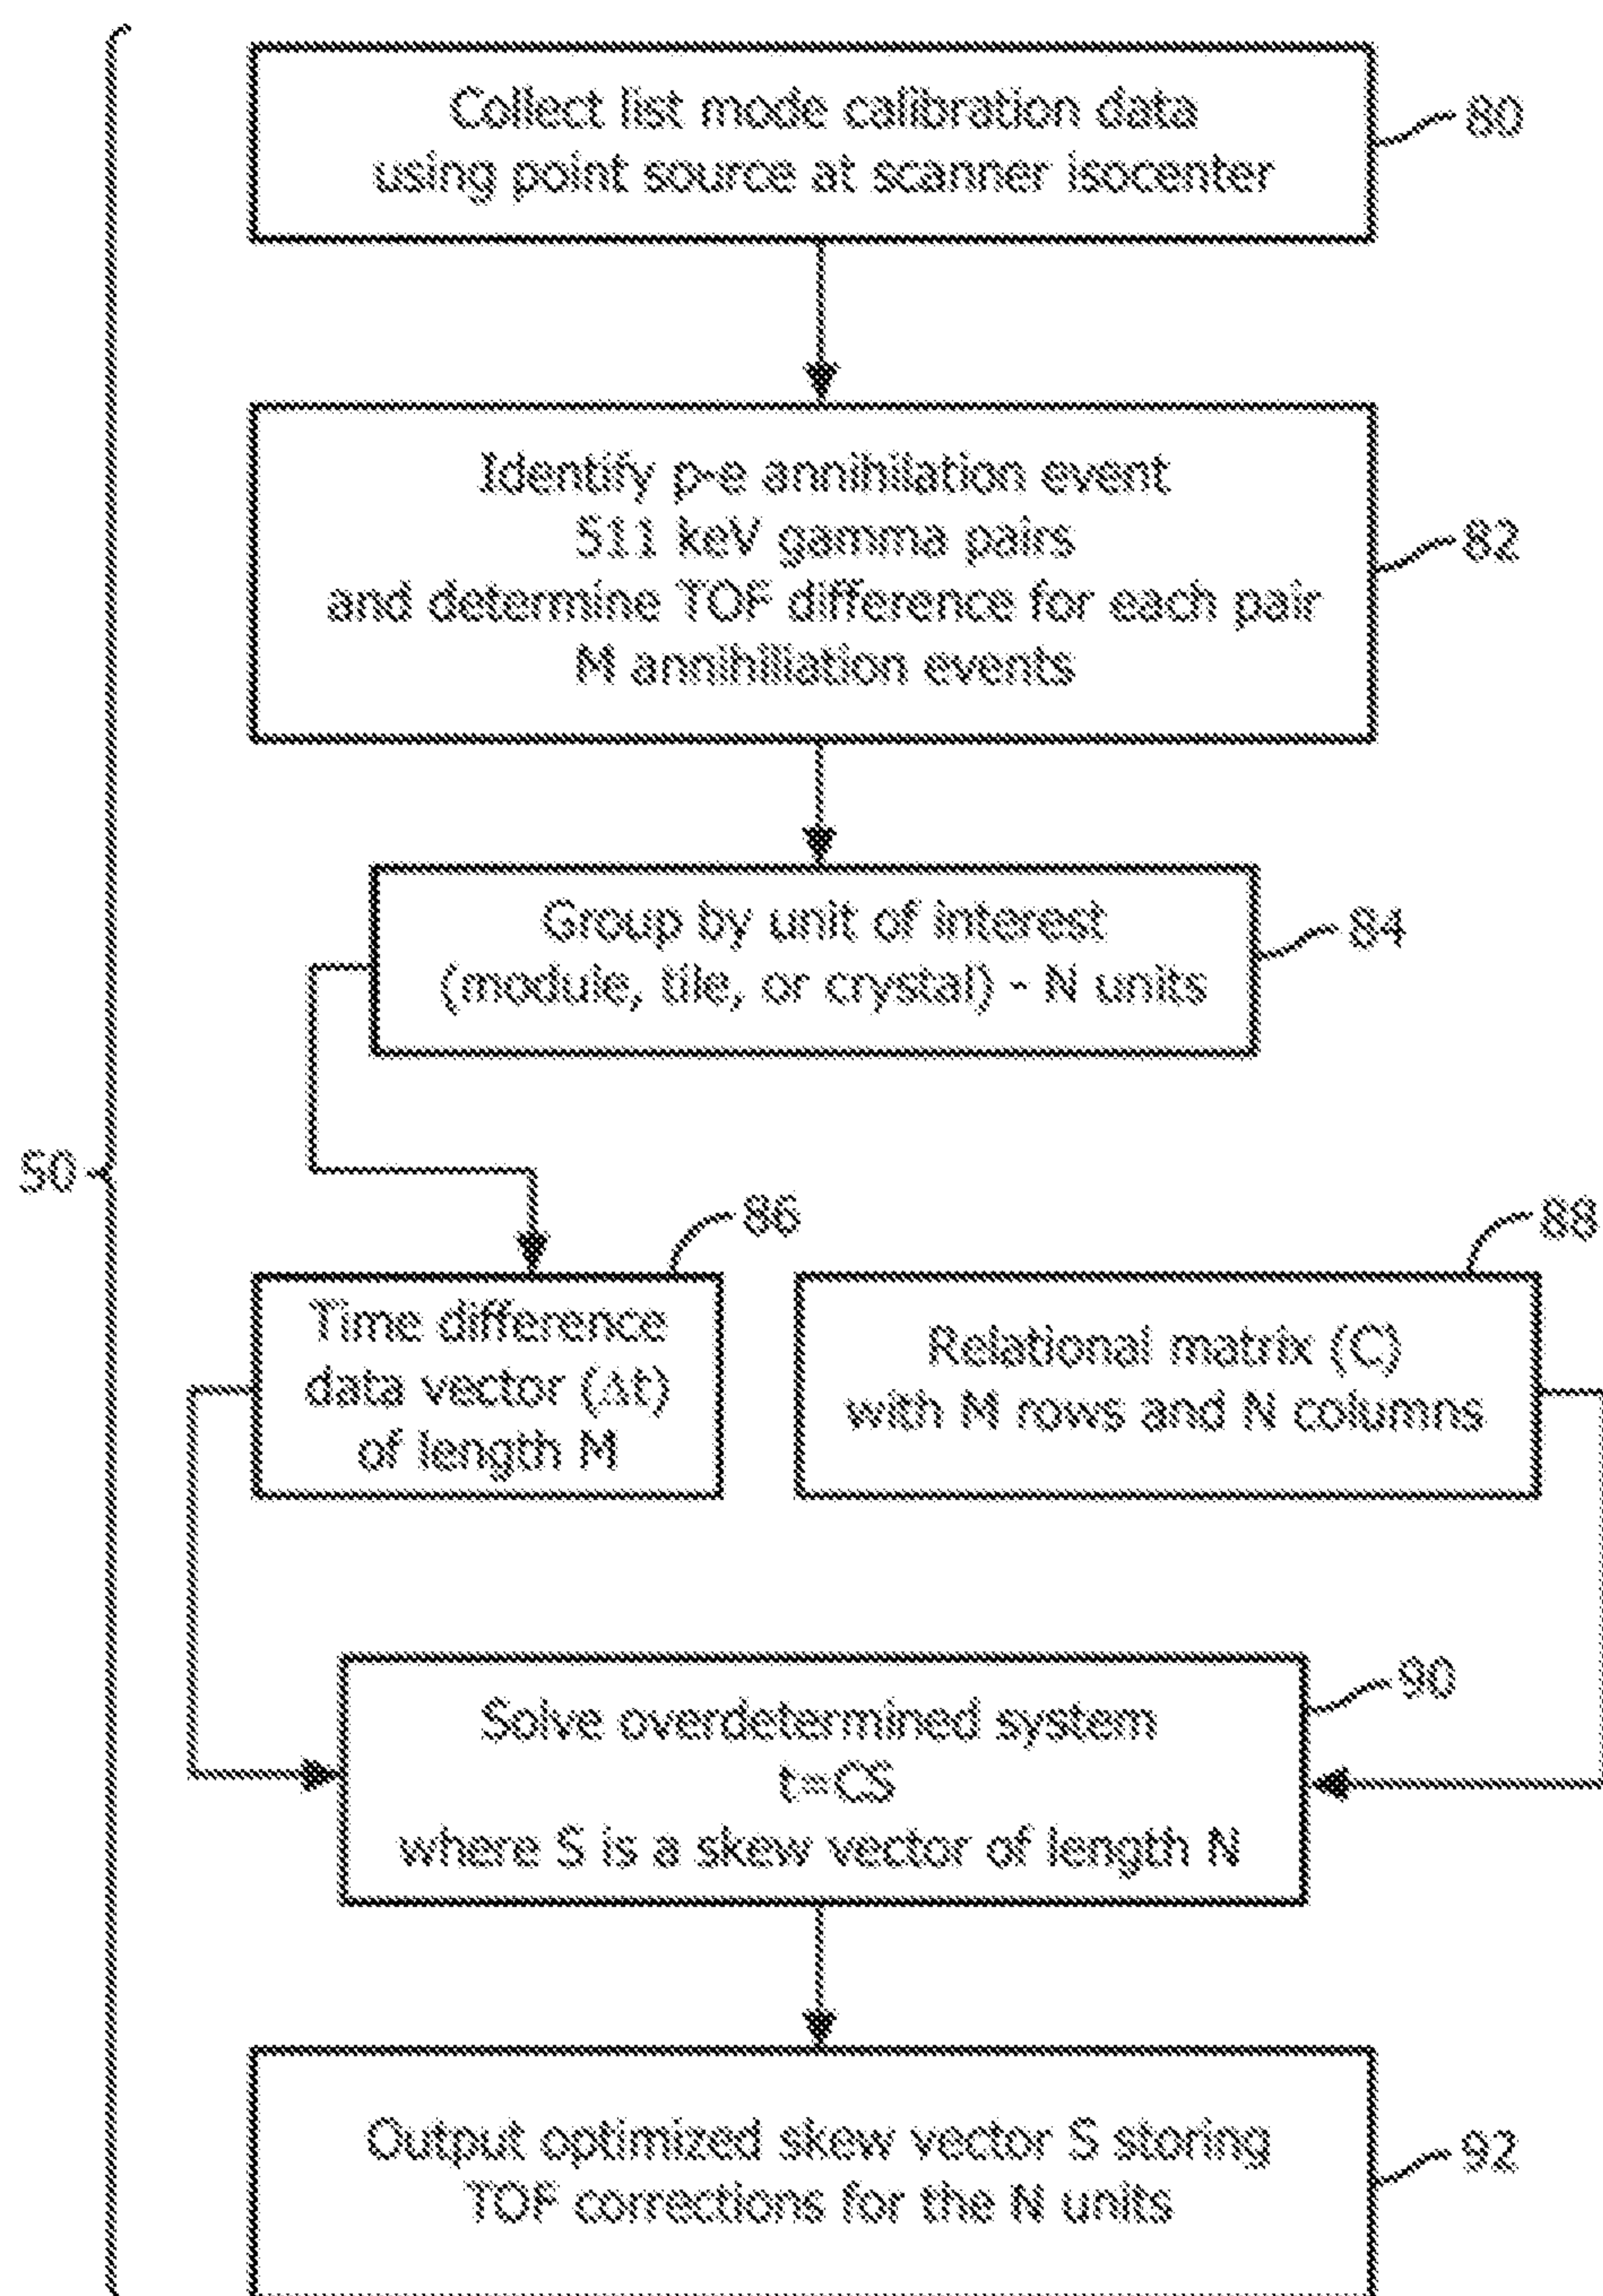 Collect list mode calibration data
using point source at scanner isocenter
80
Identify p-e annihilation event
511 keV gamma pairs
and determine TOF difference for each pair
M annihiliation events
82
Group by unit of interest
(module, tile, or crystal) - N units
84
50
86
88
Time difference
data vector (Δt)
of length M
Relational matrix (C)
with M rows and N columns
90
Solve overdetermined system
t=CS
where S is a skew vector of length N
Output optimized skew vector S storing
TOF corrections for the N units
92